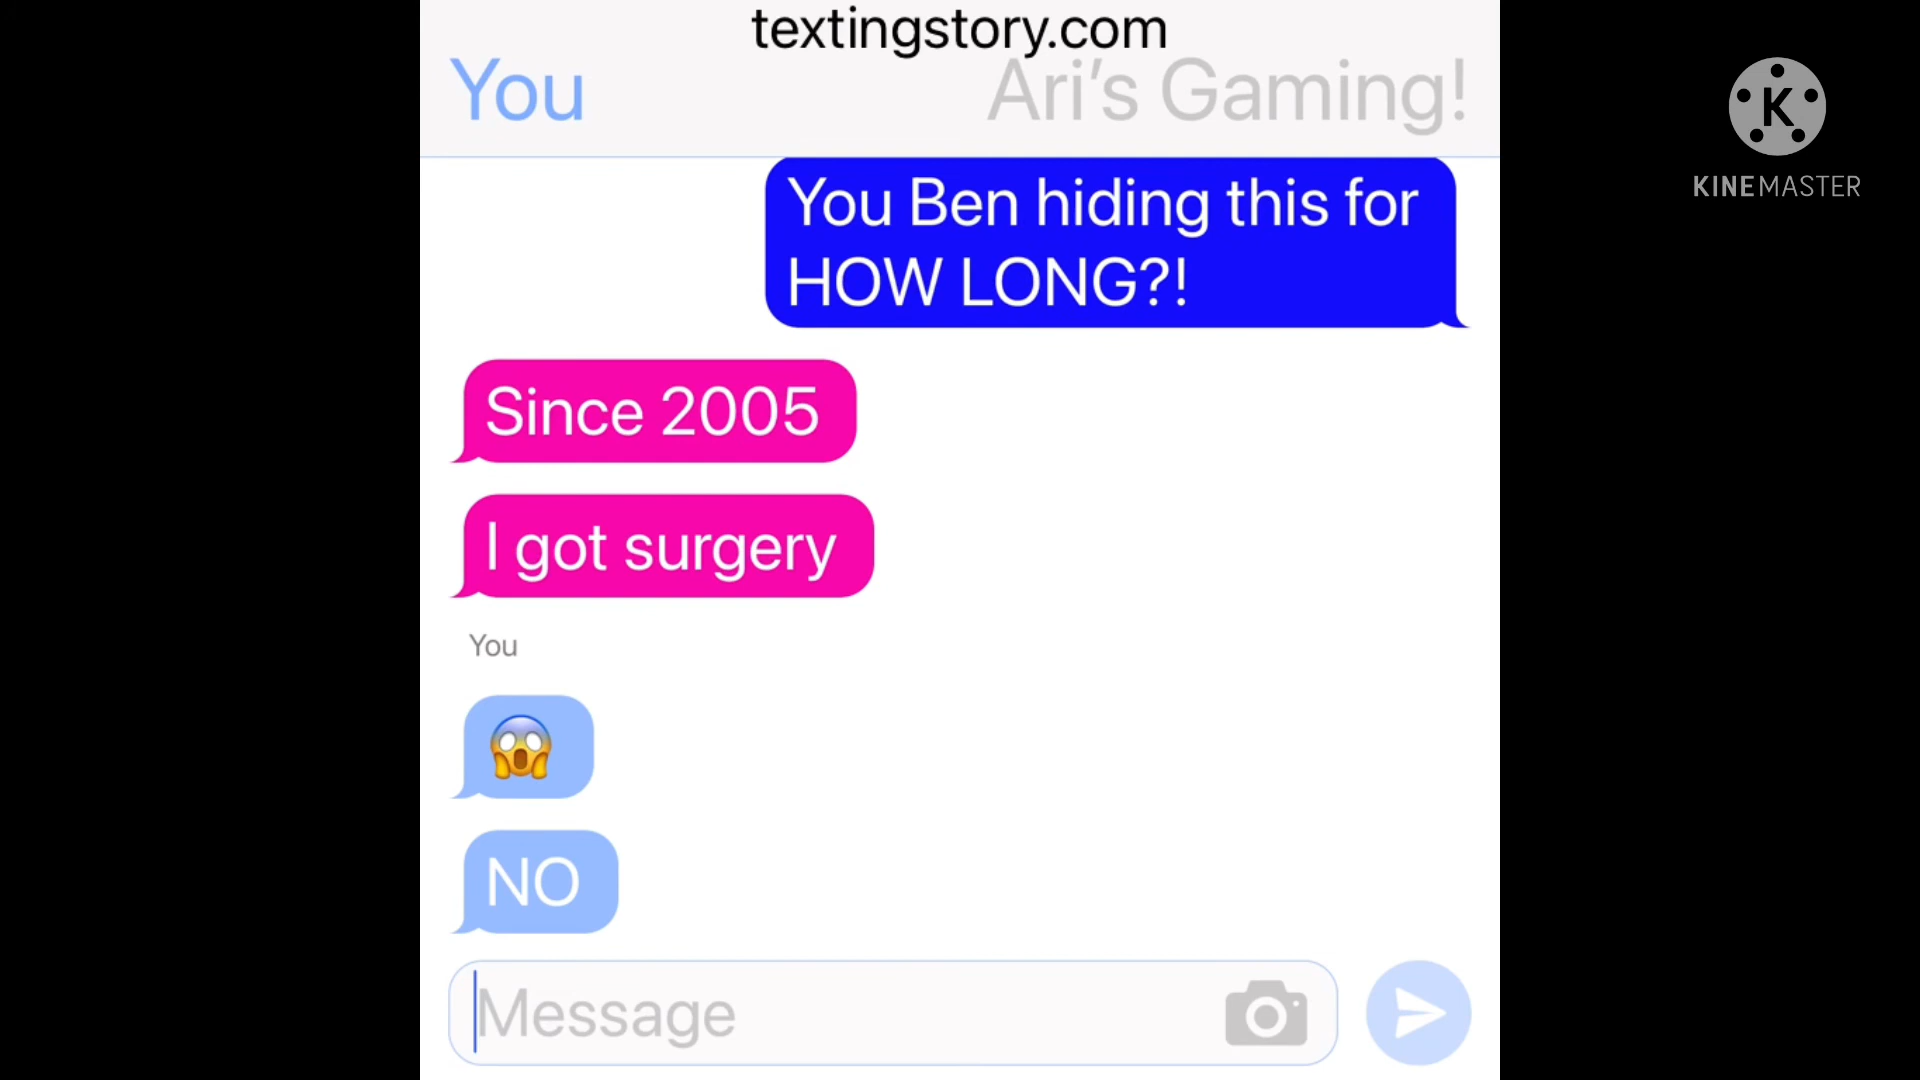 textingstory.com
You
Ari’s Gaming!
K
KINEMASTER
You Ben hiding this for
HOW LONG?!
Since 2005
I got surgery
You
😱
NO
Message